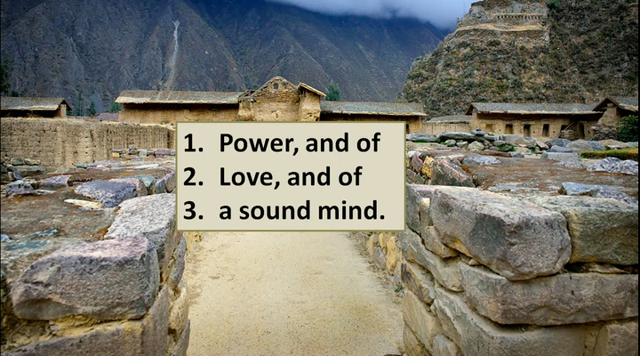 1. Power, and of
2. Love, and of
3. a sound mind.